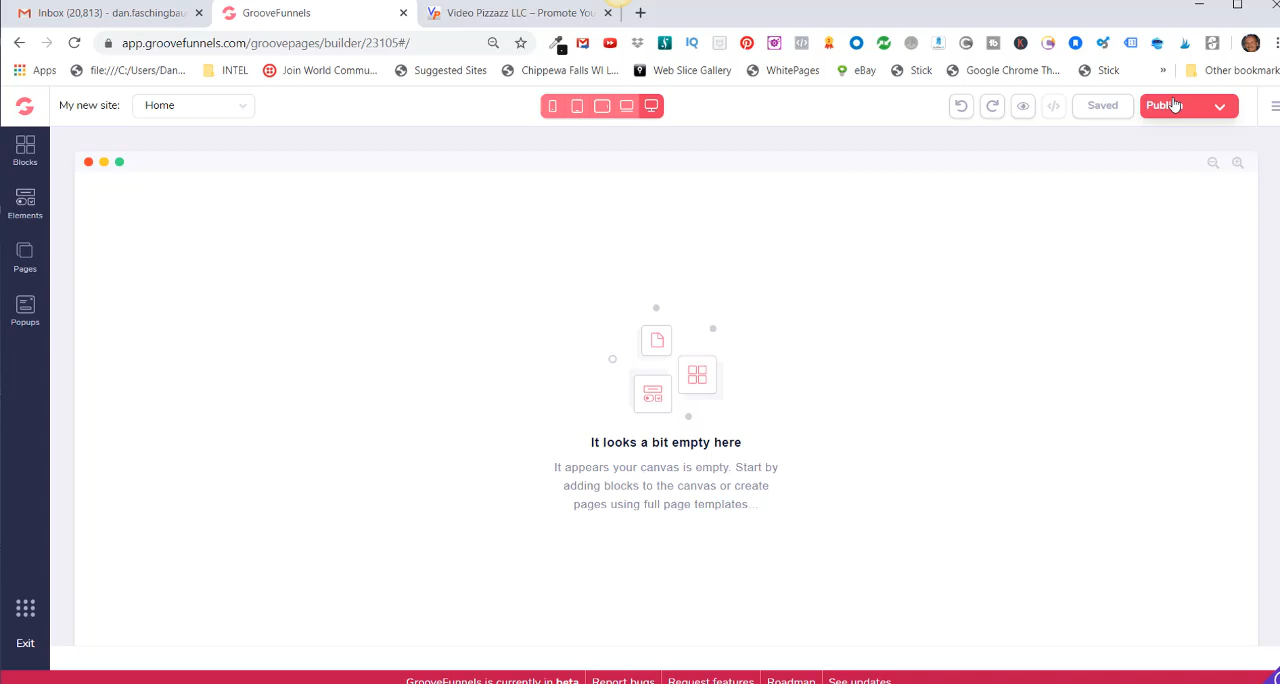 Inbox (20,813) - dan.faschingbau
GrooveFunnels
Video Pizzazz LLC – Promote You
app.groovefunnels.com/groovepages/builder/23105#/
Apps
file:///C:/Users/Dan...
INTEL
Join World Commu...
Suggested Sites
Chippewa Falls WI L...
Web Slice Gallery
WhitePages
eBay
Stick
Google Chrome Th...
Stick
»
Other bookmark
My new site:
Home
Saved
Blocks
Elements
Pages
Popups
It looks a bit empty here
It appears your canvas is empty. Start by
adding blocks to the canvas or create
pages using full page templates...
Exit
GrooveFunnels is currently in beta
Report bugs
Request features
Roadmap
See updates